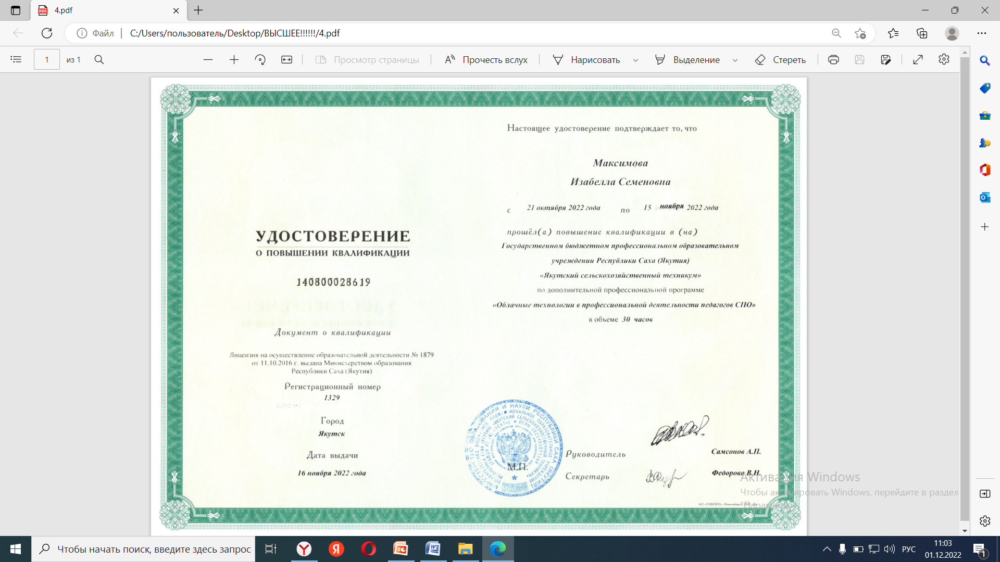 4.pdf
Файл
C:/Users/пользователь/Desktop/ВЫСШЕЕ!!!!!!/4.pdf
1 из 1
Просмотр страницы
Прочесть вслух
Нарисовать
Выделение
Стереть
УДОСТОВЕРЕНИЕ
О ПОВЫШЕНИИ КВАЛИФИКАЦИИ
140800028619
Документ о квалификации
Лицензия на осуществление образовательной деятельности № 1879
от 11.10.2016 г. выдана Министерством образования
Республики Саха (Якутия)
Регистрационный номер
1329
Город
Якутск
Дата выдачи
16 ноября 2022 года
Настоящее удостоверение подтверждает то, что
Максимова
Изабелла Семеновна
с 21 октября 2022 года по 15 ноября 2022 года
прошёл(а) повышение квалификации в (на)
Государственном бюджетном профессиональном образовательном
учреждении Республики Саха (Якутия)
«Якутский сельскохозяйственный техникум»
по дополнительной профессиональной программе
«Облачные технологии в профессиональной деятельности педагогов СПО»
в объеме 30 часов
М.П.
Руководитель
Самсонов А.П.
Секретарь
Федорова В.Н.
Активация Windows
Чтобы активировать Windows, перейдите в раздел
"Параметры".
Чтобы начать поиск, введите здесь запрос
РУС
11:03
01.12.2022
1